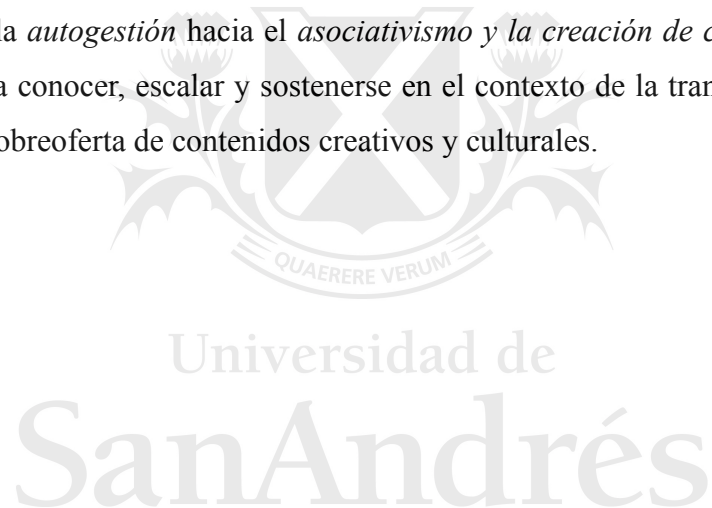 la autogestión hacia el asociativismo y la creación de
a conocer, escalar y sostenerse en el contexto de la
obreoferta de contenidos creativos y culturales.
QUAERERE VERUM
Universidad de
SanAndrés